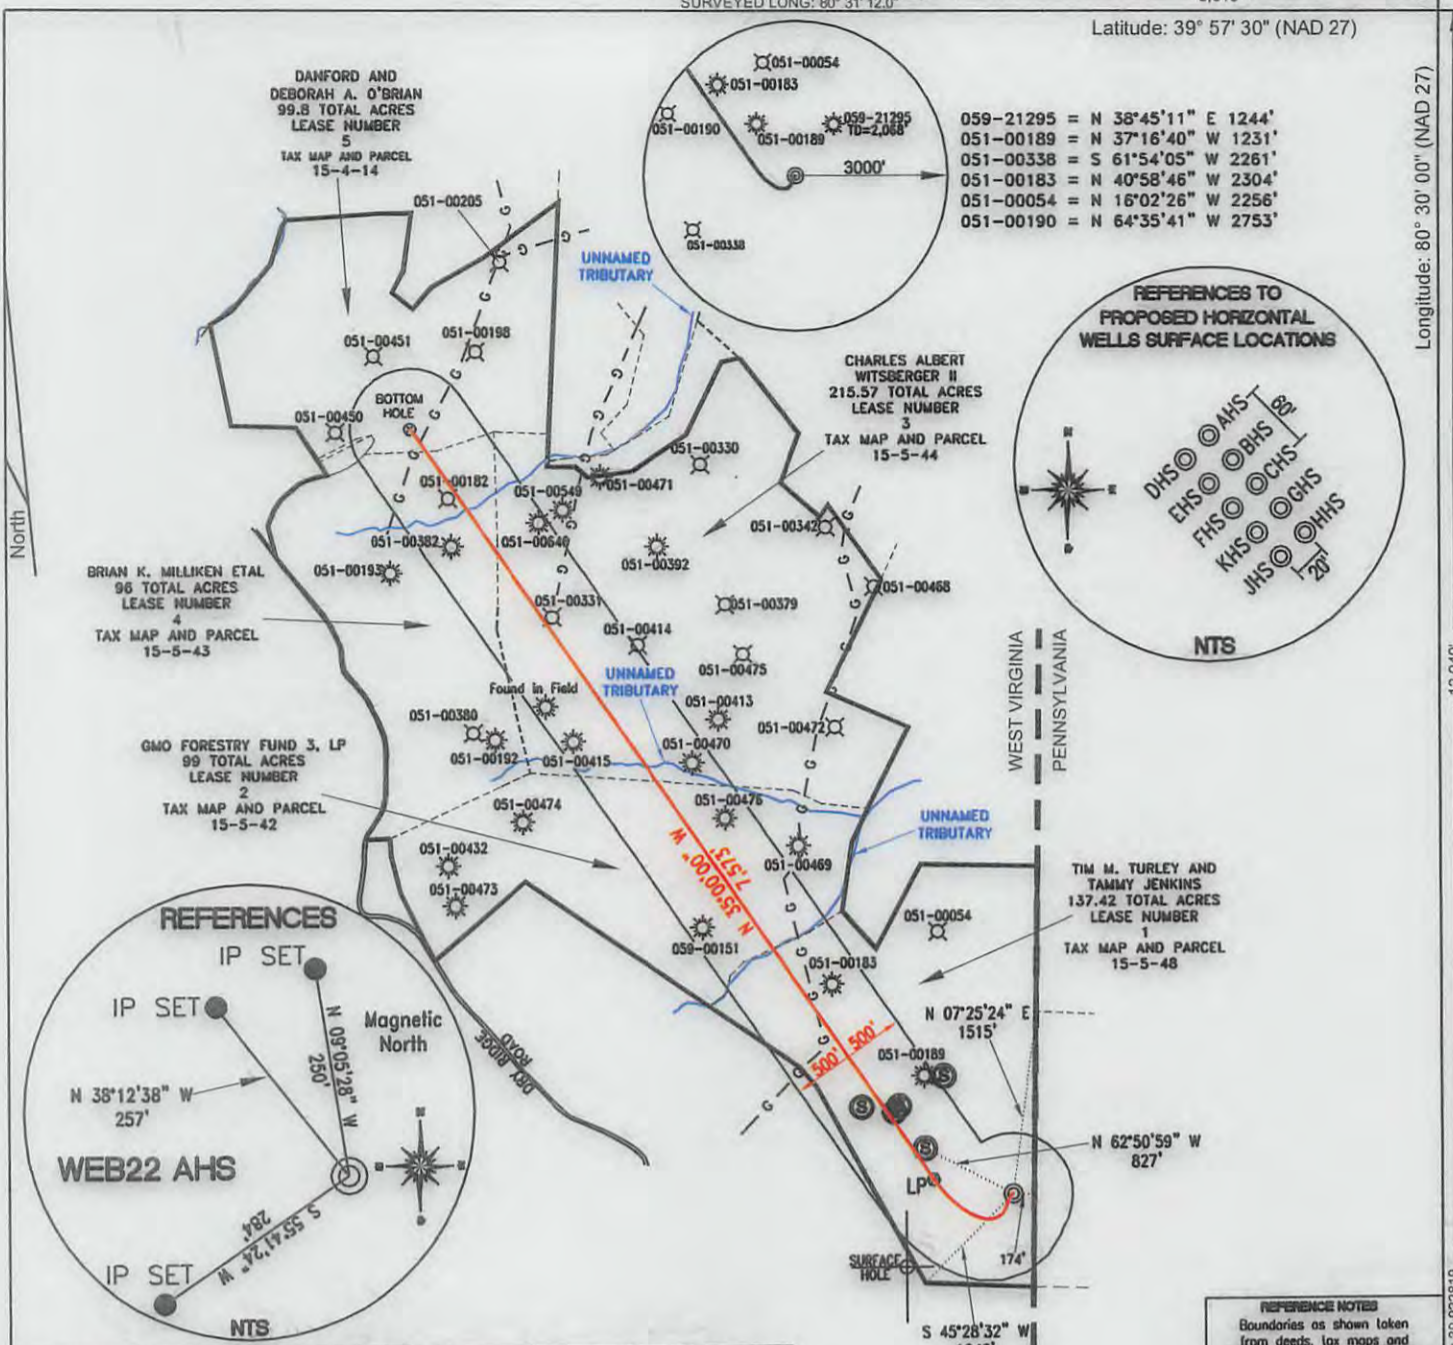 SURVEYED LONG: 80° 31' 12.0"
Latitude: 39° 57' 30" (NAD 27)
Longitude: 80° 30' 00" (NAD 27)
DANFORD AND
DEBORAH A. O'BRIAN
99.8 TOTAL ACRES
LEASE NUMBER
5
TAX MAP AND PARCEL
15-4-14
051-00054
051-00183
051-00190
051-00189
059-21295
TD=2,068'
3000'
051-00338
059-21295 = N 38°45'11" E 1244'
051-00189 = N 37°16'40" W 1231'
051-00338 = S 61°54'05" W 2261'
051-00183 = N 40°58'46" W 2304'
051-00054 = N 16°02'26" W 2256'
051-00190 = N 64°35'41" W 2753'
REFERENCES TO
PROPOSED HORIZONTAL
WELLS SURFACE LOCATIONS
AHS
BHS
CHS
GHS
HHS
DHS
EHS
FHS
KHS
JHS
60'
20'
NTS
North
051-00205
G
UNNAMED
TRIBUTARY
051-00451
051-00198
BOTTOM
HOLE
051-00450
CHARLES ALBERT
WITSBERGER II
215.57 TOTAL ACRES
LEASE NUMBER
3
TAX MAP AND PARCEL
15-5-44
051-00330
051-00182
051-00549
051-00471
051-00342
051-00382
051-00640
051-00392
051-00193
051-00468
BRIAN K. MILLIKEN ETAL
96 TOTAL ACRES
LEASE NUMBER
4
TAX MAP AND PARCEL
15-5-43
051-00331
051-00379
051-00414
051-00475
UNNAMED
TRIBUTARY
Found in Field
051-00413
051-00380
051-00472
051-00192
051-00415
051-00470
WEST VIRGINIA
PENNSYLVANIA
GMO FORESTRY FUND 3, LP
99 TOTAL ACRES
LEASE NUMBER
2
TAX MAP AND PARCEL
15-5-42
051-00474
051-00476
051-00432
051-00469
051-00473
UNNAMED
TRIBUTARY
N 35°00'00" W
7,573'
TIM M. TURLEY AND
TAMMY JENKINS
137.42 TOTAL ACRES
LEASE NUMBER
1
TAX MAP AND PARCEL
15-5-48
051-00054
059-00151
051-00183
N 07°25'24" E
1515'
500'
500'
051-00189
S
S
S
N 62°50'59" W
827'
LP
174'
SURFACE
HOLE
S 45°28'32" W
DRY RIDGE
ROAD
REFERENCES
IP SET
IP SET
Magnetic
North
N 09°05'28" W
250'
N 38°12'38" W
257'
WEB22 AHS
S 55°41'24" W
284'
IP SET
NTS
REFERENCE NOTES
Boundaries as shown taken
from deeds, tax maps and